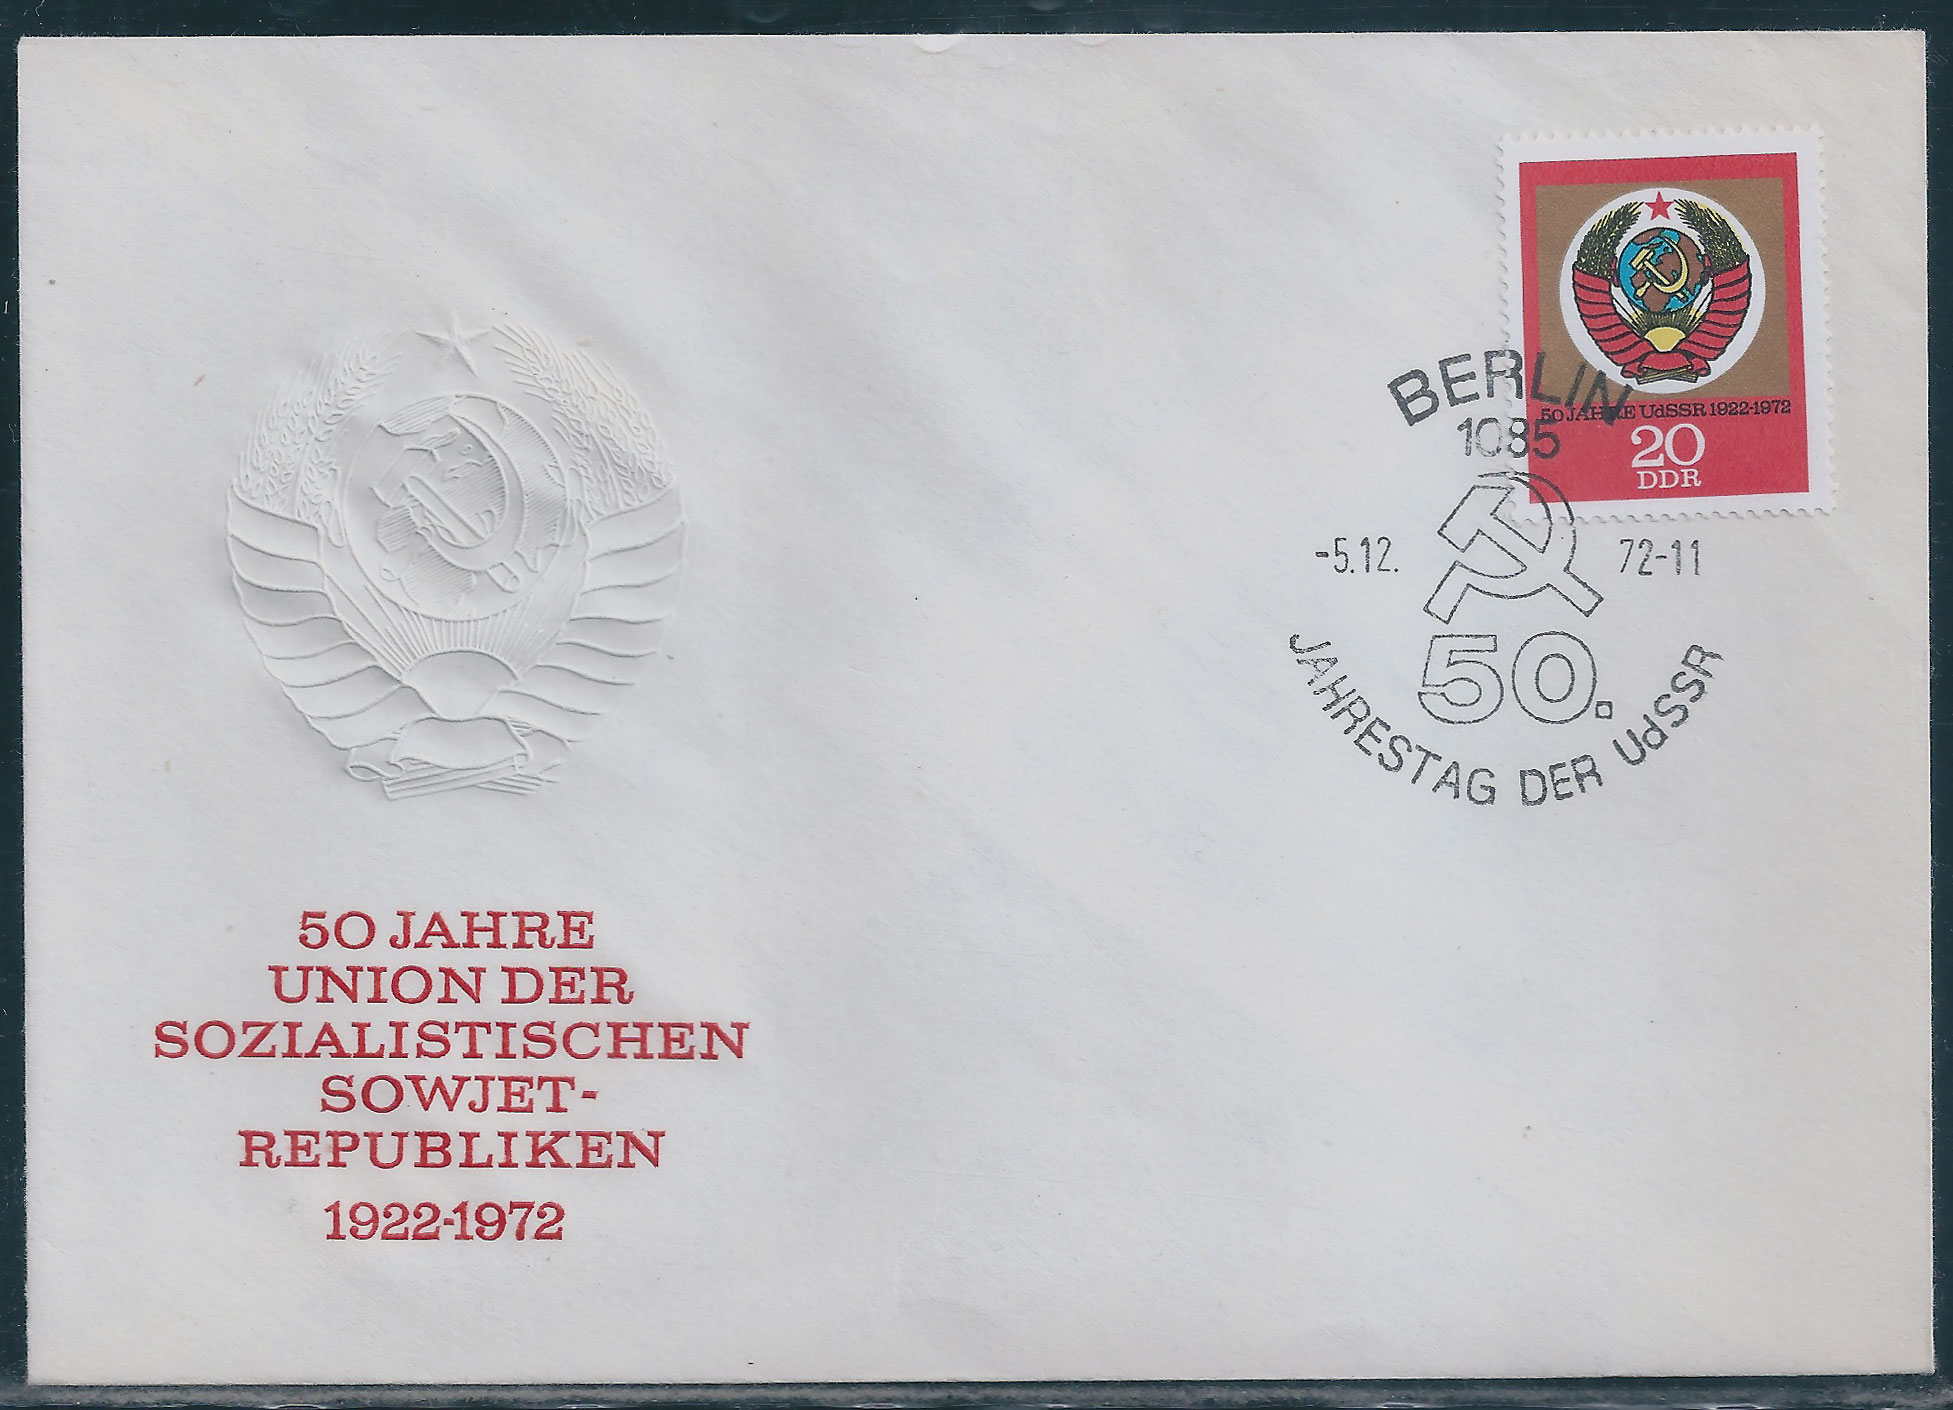 50 JAHRE UdSSR 1922-1972
20
DDR
BERLIN
1085
-5.12. 72-11
50.
JAHRESTAG DER UdSSR
50 JAHRE
UNION DER
SOZIALISTISCHEN
SOWJET-
REPUBLIKEN
1922-1972